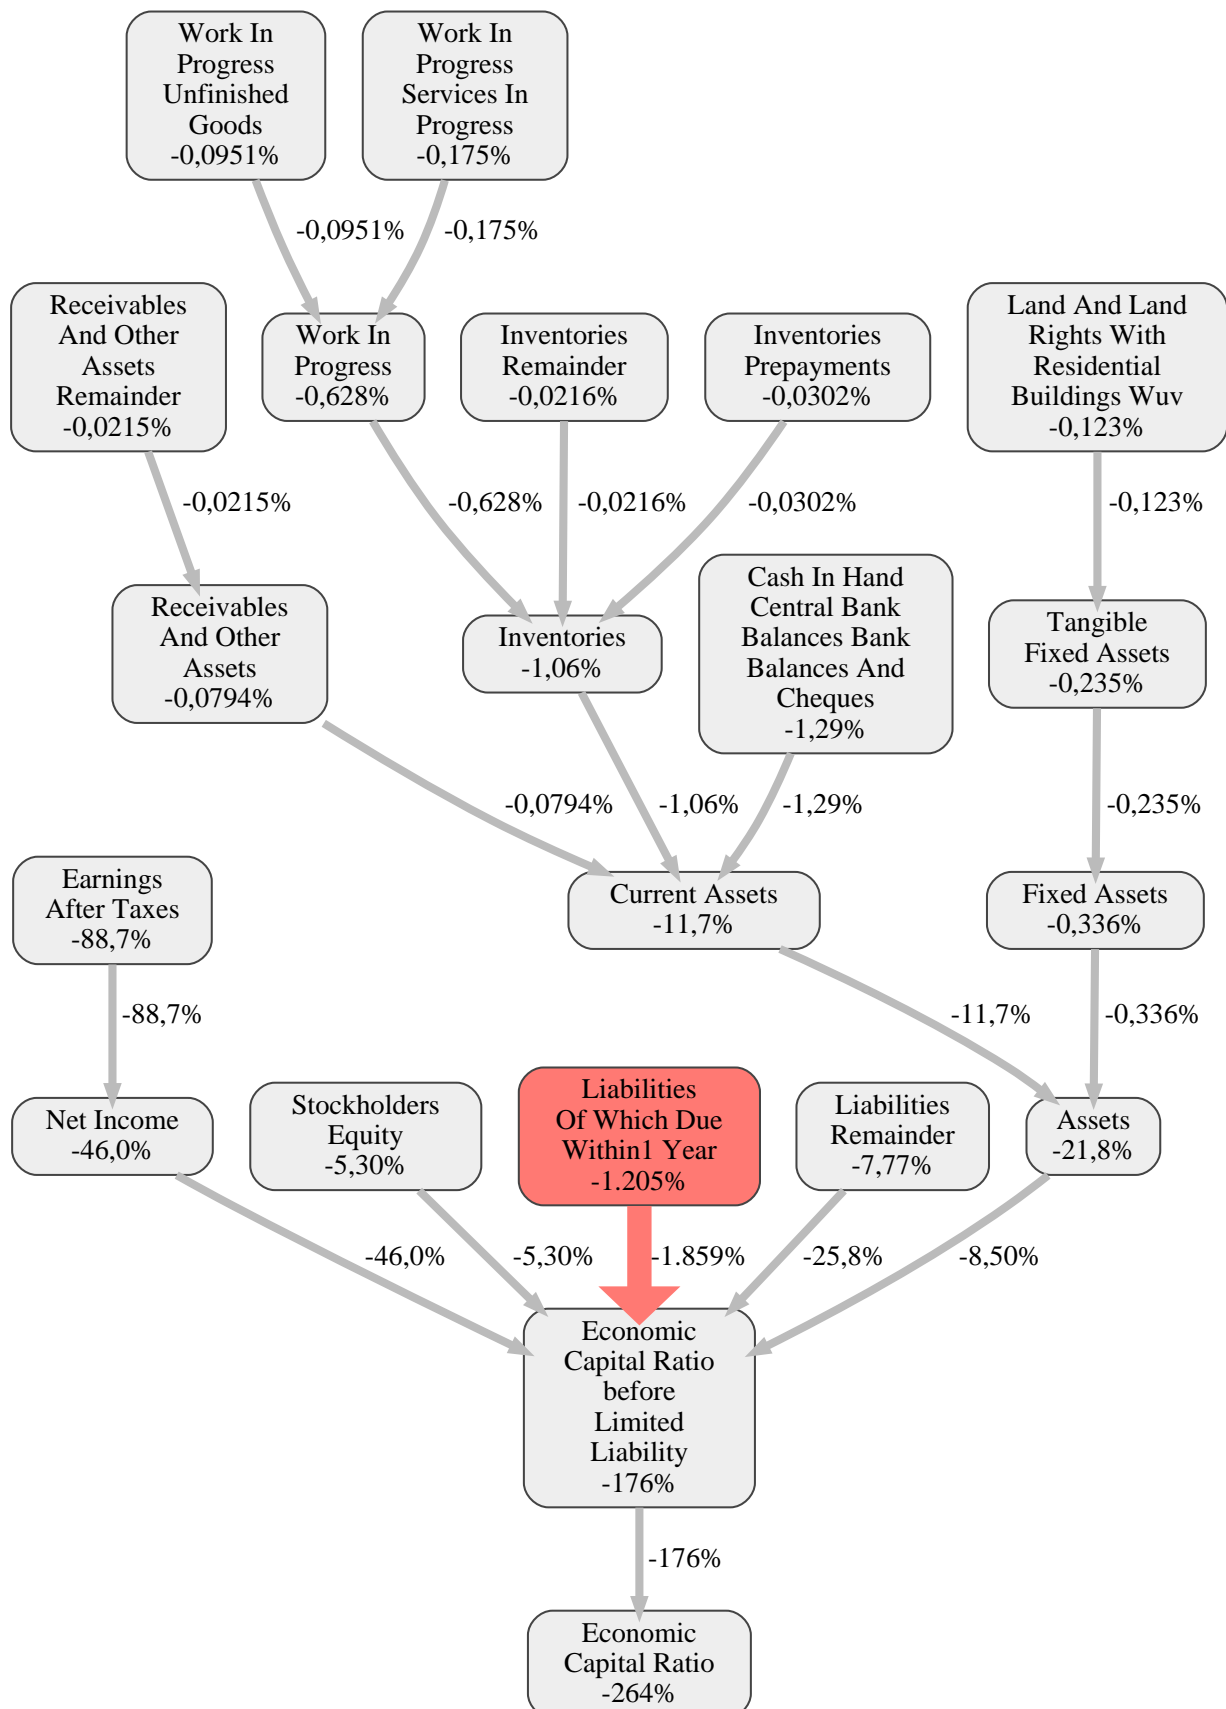 Work In
Progress
Unfinished
Goods
-0,0951%
Work In
Progress
Services In
Progress
-0,175%
-0,0951%
-0,175%
Receivables
And Other
Assets
Remainder
-0,0215%
Work In
Progress
-0,628%
Inventories
Remainder
-0,0216%
Inventories
Prepayments
-0,0302%
Land And Land
Rights With
Residential
Buildings Wuv
-0,123%
-0,0215%
-0,628%
-0,0216%
-0,0302%
-0,123%
Receivables
And Other
Assets
-0,0794%
Inventories
-1,06%
Cash In Hand
Central Bank
Balances Bank
Balances And
Cheques
-1,29%
Tangible
Fixed Assets
-0,235%
-0,0794%
-1,06%
-1,29%
-0,235%
Earnings
After Taxes
-88,7%
Current Assets
-11,7%
Fixed Assets
-0,336%
-88,7%
-11,7%
-0,336%
Net Income
-46,0%
Stockholders
Equity
-5,30%
Liabilities
Of Which Due
Within1 Year
-1.205%
Liabilities
Remainder
-7,77%
Assets
-21,8%
-46,0%
-5,30%
-1.859%
-25,8%
-8,50%
Economic
Capital Ratio
before
Limited
Liability
-176%
-176%
Economic
Capital Ratio
-264%